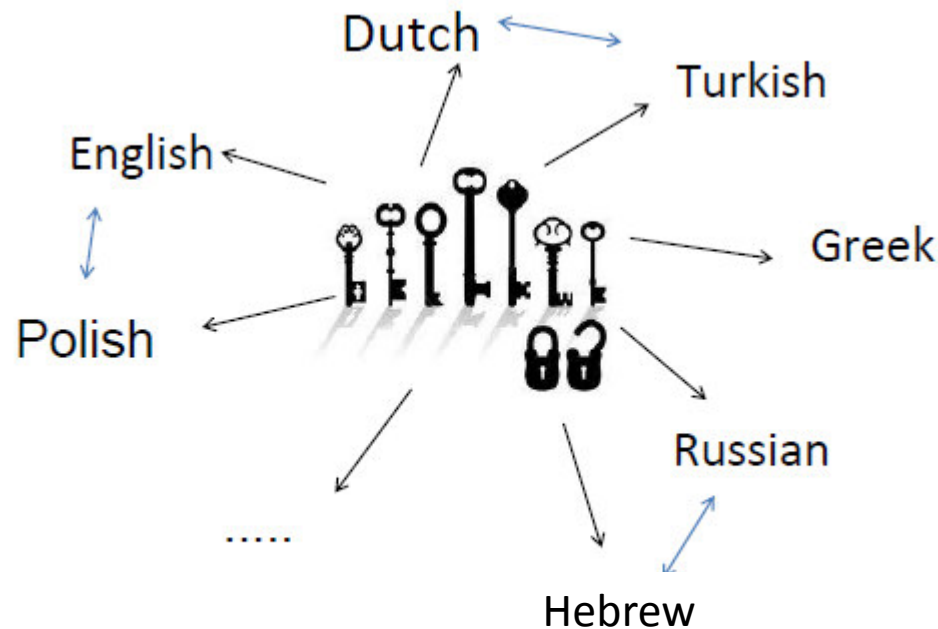 Dutch
Turkish
English
Greek
Polish
Russian
.....
Hebrew